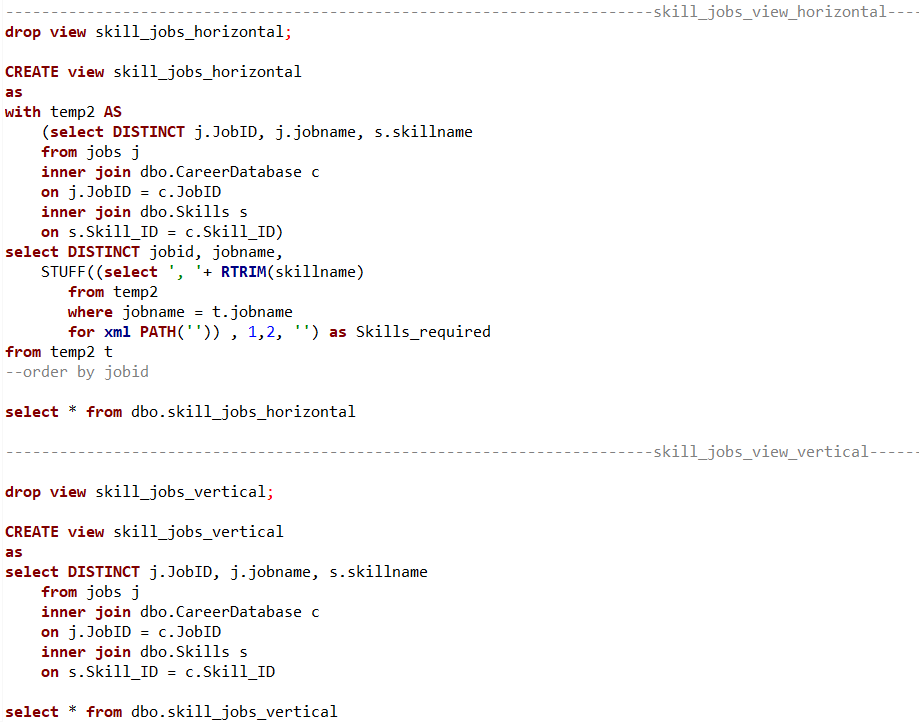 ------------------------------------------------------------------------skill_jobs_view_horizontal----
drop view skill_jobs_horizontal;
CREATE view skill_jobs_horizontal
as
with temp2 AS
(select DISTINCT j.JobID, j.jobname, s.skillname
from jobs j
inner join dbo.CareerDatabase c
on j.JobID = c.JobID
inner join dbo.Skills s
on s.Skill_ID = c.Skill_ID)
select DISTINCT jobid, jobname,
STUFF((select ', '+ RTRIM(skillname)
from temp2
where jobname = t.jobname
for xml PATH('')) , 1,2, '') as Skills_required
from temp2 t
--order by jobid
select * from dbo.skill_jobs_horizontal
------------------------------------------------------------------------skill_jobs_view_vertical------
drop view skill_jobs_vertical;
CREATE view skill_jobs_vertical
as
select DISTINCT j.JobID, j.jobname, s.skillname
from jobs j
inner join dbo.CareerDatabase c
on j.JobID = c.JobID
inner join dbo.Skills s
on s.Skill_ID = c.Skill_ID
select * from dbo.skill_jobs_vertical